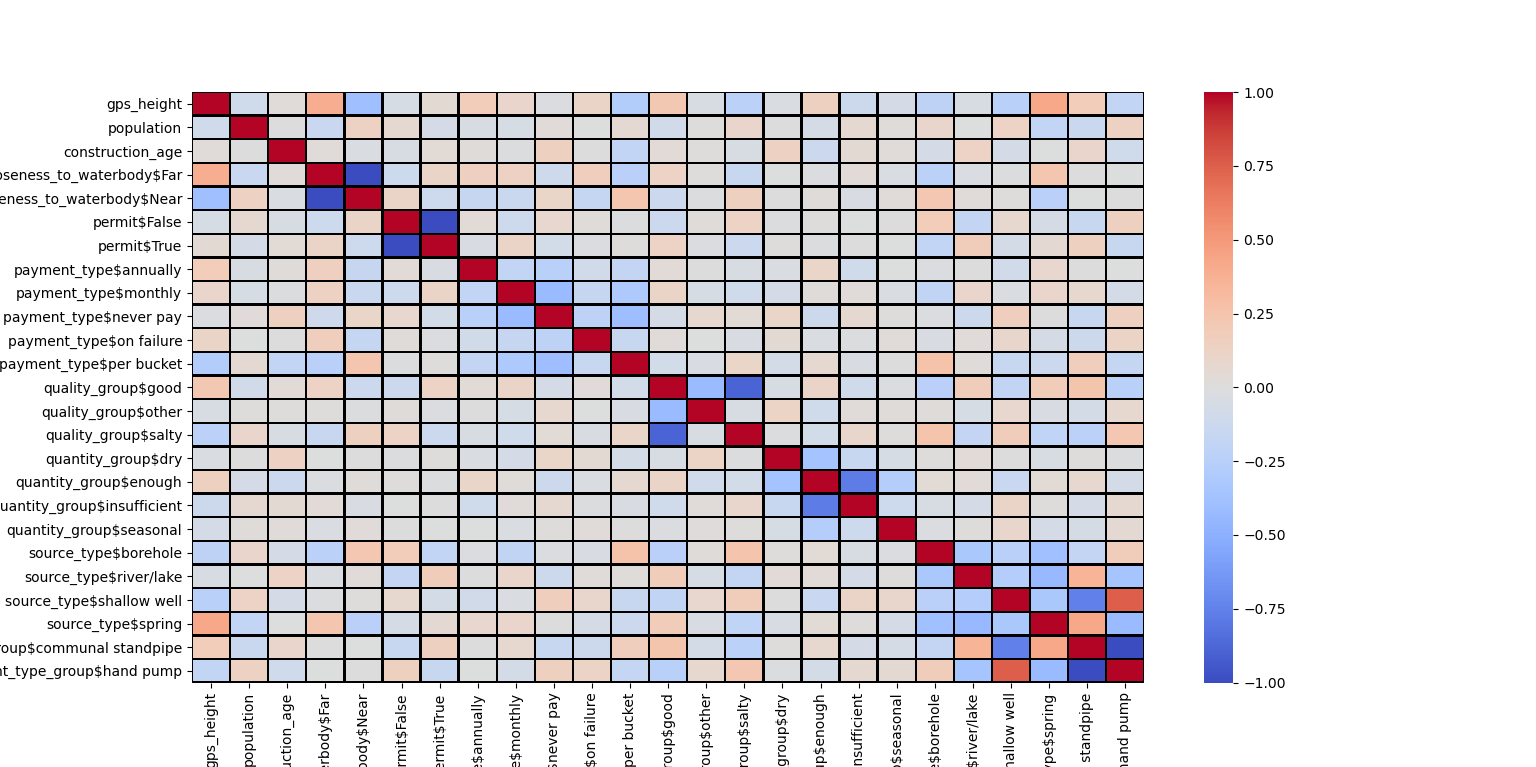 gps_height
population
construction_age
oseness_to_waterbody$Far
eness_to_waterbody$Near
permit$False
permit$True
payment_type$annually
payment_type$monthly
payment_type$never pay
payment_type$on failure
payment_type$per bucket
quality_group$good
quality_group$other
quality_group$salty
quantity_group$dry
quantity_group$enough
uantity_group$insufficient
quantity_group$seasonal
source_type$borehole
source_type$river/lake
source_type$shallow well
source_type$spring
roup$communal standpipe
nt_type_group$hand pump
1.00
0.75
0.50
0.25
0.00
−0.25
−0.50
−0.75
−1.00
gps_height
population
uction_age
erbody$Far
body$Near
rmit$False
ermit$True
e$annually
e$monthly
$never pay
$on failure
per bucket
roup$good
roup$other
roup$salty
group$dry
up$enough
nsufficient
p$seasonal
e$borehole
$river/lake
hallow well
ype$spring
standpipe
hand pump